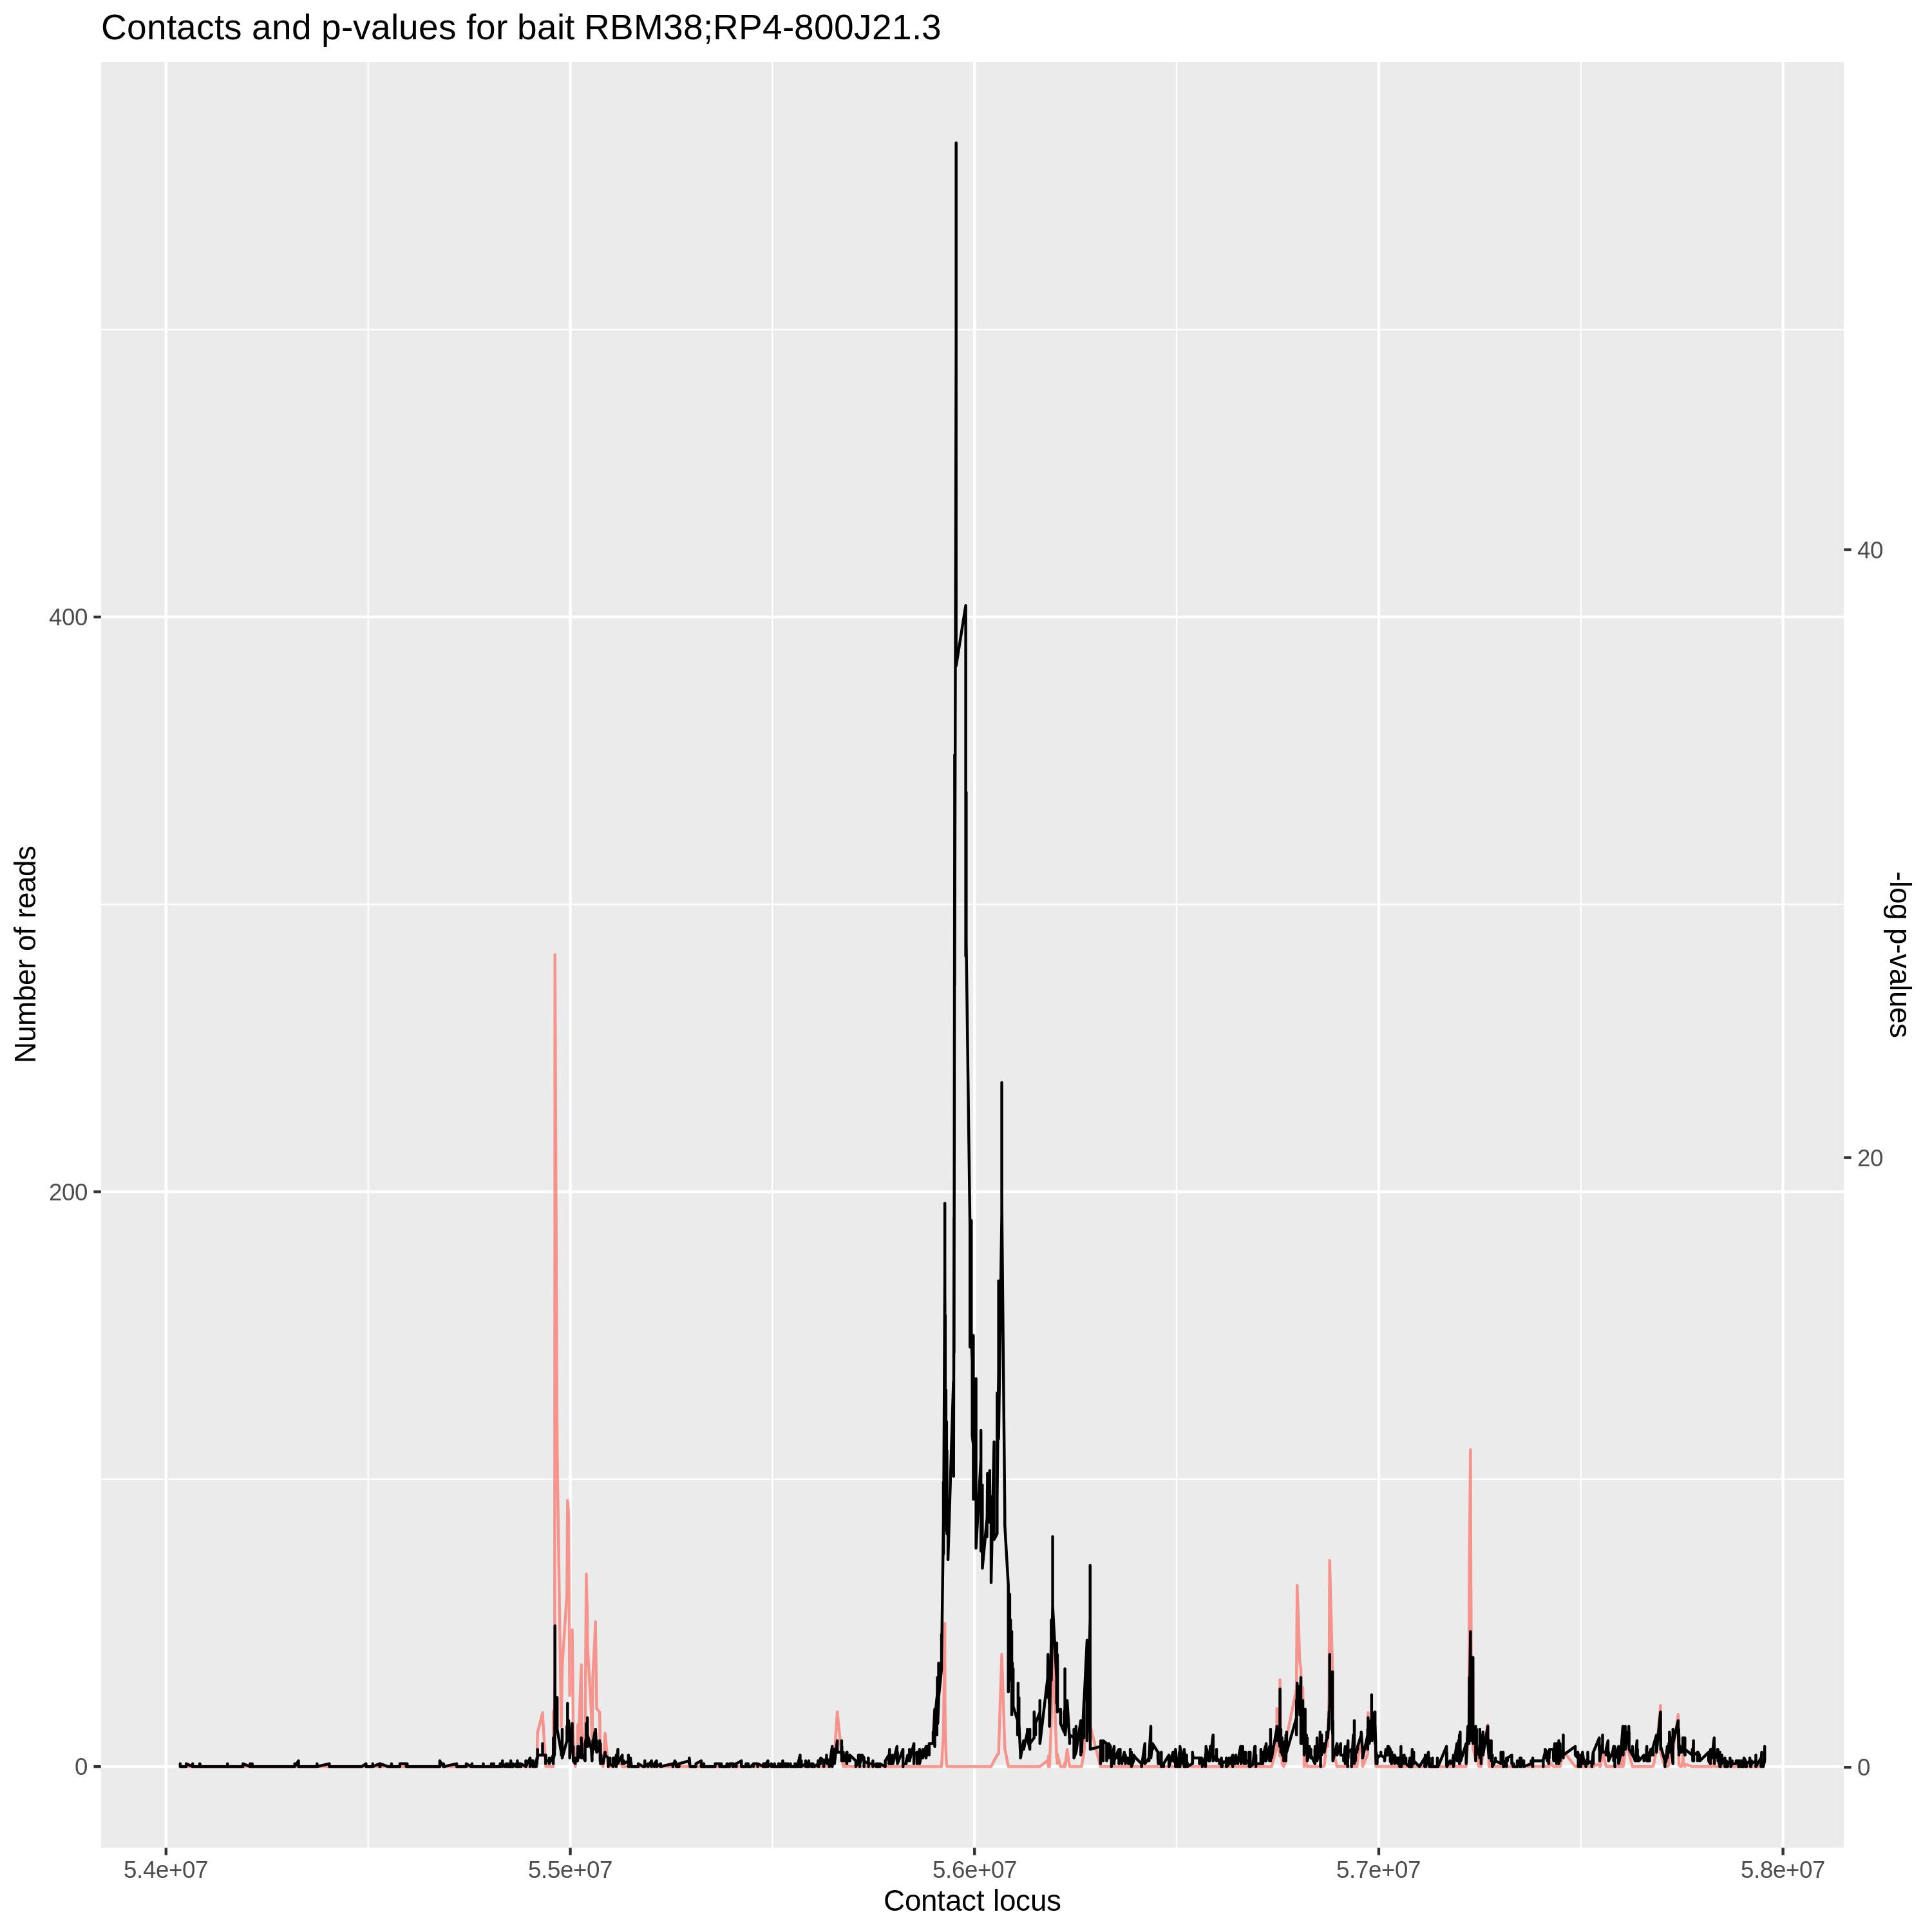 Contacts and p-values for bait RBM38;RP4-800J21.3
Number of reads
400
200
0
40
20
0
-log p-values
5.4e+07
5.5e+07
5.6e+07
5.7e+07
5.8e+07
Contact locus